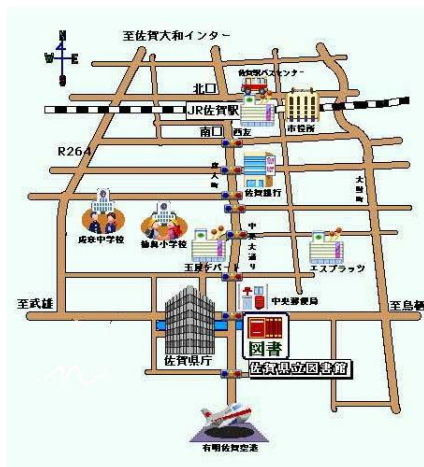 至佐賀大和インター
N
W
E
S
佐賀駅バスセンター
北口
JR佐賀駅
市役所
南口
西友
R264
唐人町
佐賀銀行
大財町
成章中学校
勧興小学校
中央大通り
玉屋デパート
エスプラッツ
至武雄
中央郵便局
至鳥栖
図書
佐賀県庁
佐賀県立図書館
有明佐賀空港